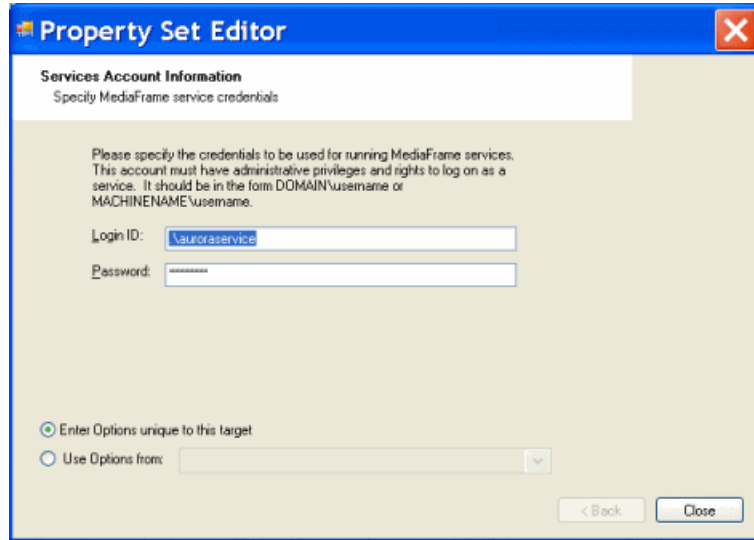 Property Set Editor
Services Account Information
Specify MediaFrame service credentials
Please specify the credentials to be used for running MediaFrame services.
This account must have administrative privileges and rights to log on as a
service. It should be in the form DOMAIN\username or
MACHINENAME\username.
Login ID: .\auroraservice
Password: ********
Enter Options unique to this target
Use Options from:
< Back Close